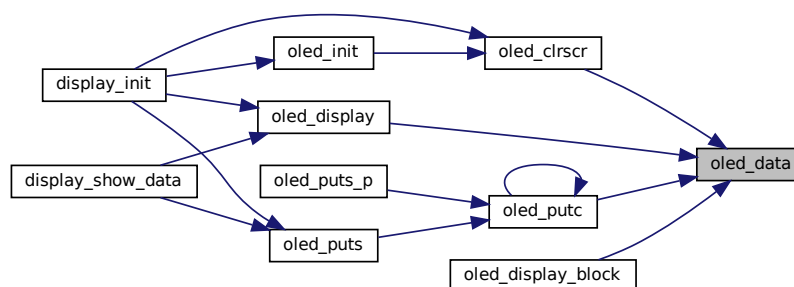 oled_init
oled_clrscr
display_init
oled_display
oled_data
display_show_data
oled_puts_p
oled_putc
oled_puts
oled_display_block